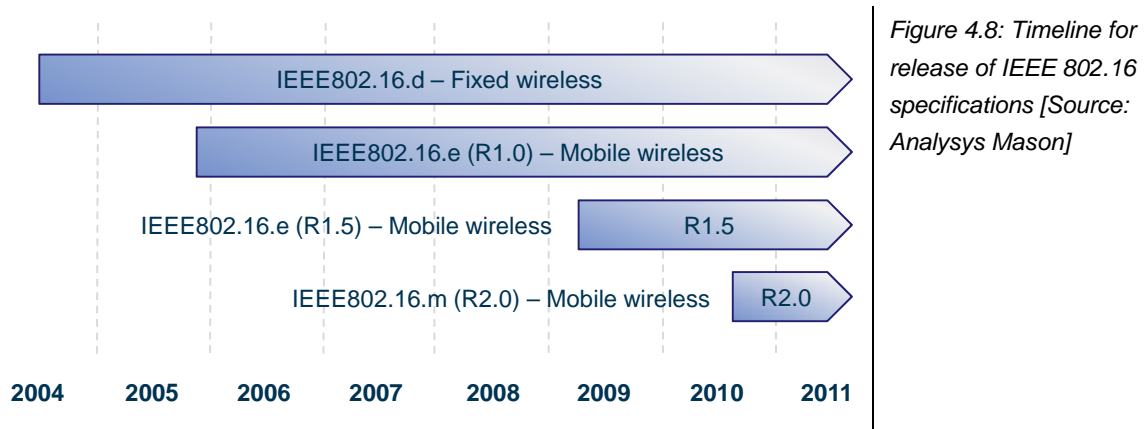 IEEE802.16.d – Fixed wireless
IEEE802.16.e (R1.0) – Mobile wireless
IEEE802.16.e (R1.5) – Mobile wireless R1.5
IEEE802.16.m (R2.0) – Mobile wireless R2.0
2004 2005 2006 2007 2008 2009 2010 2011
Figure 4.8: Timeline for
release of IEEE 802.16
specifications [Source:
Analysys Mason]